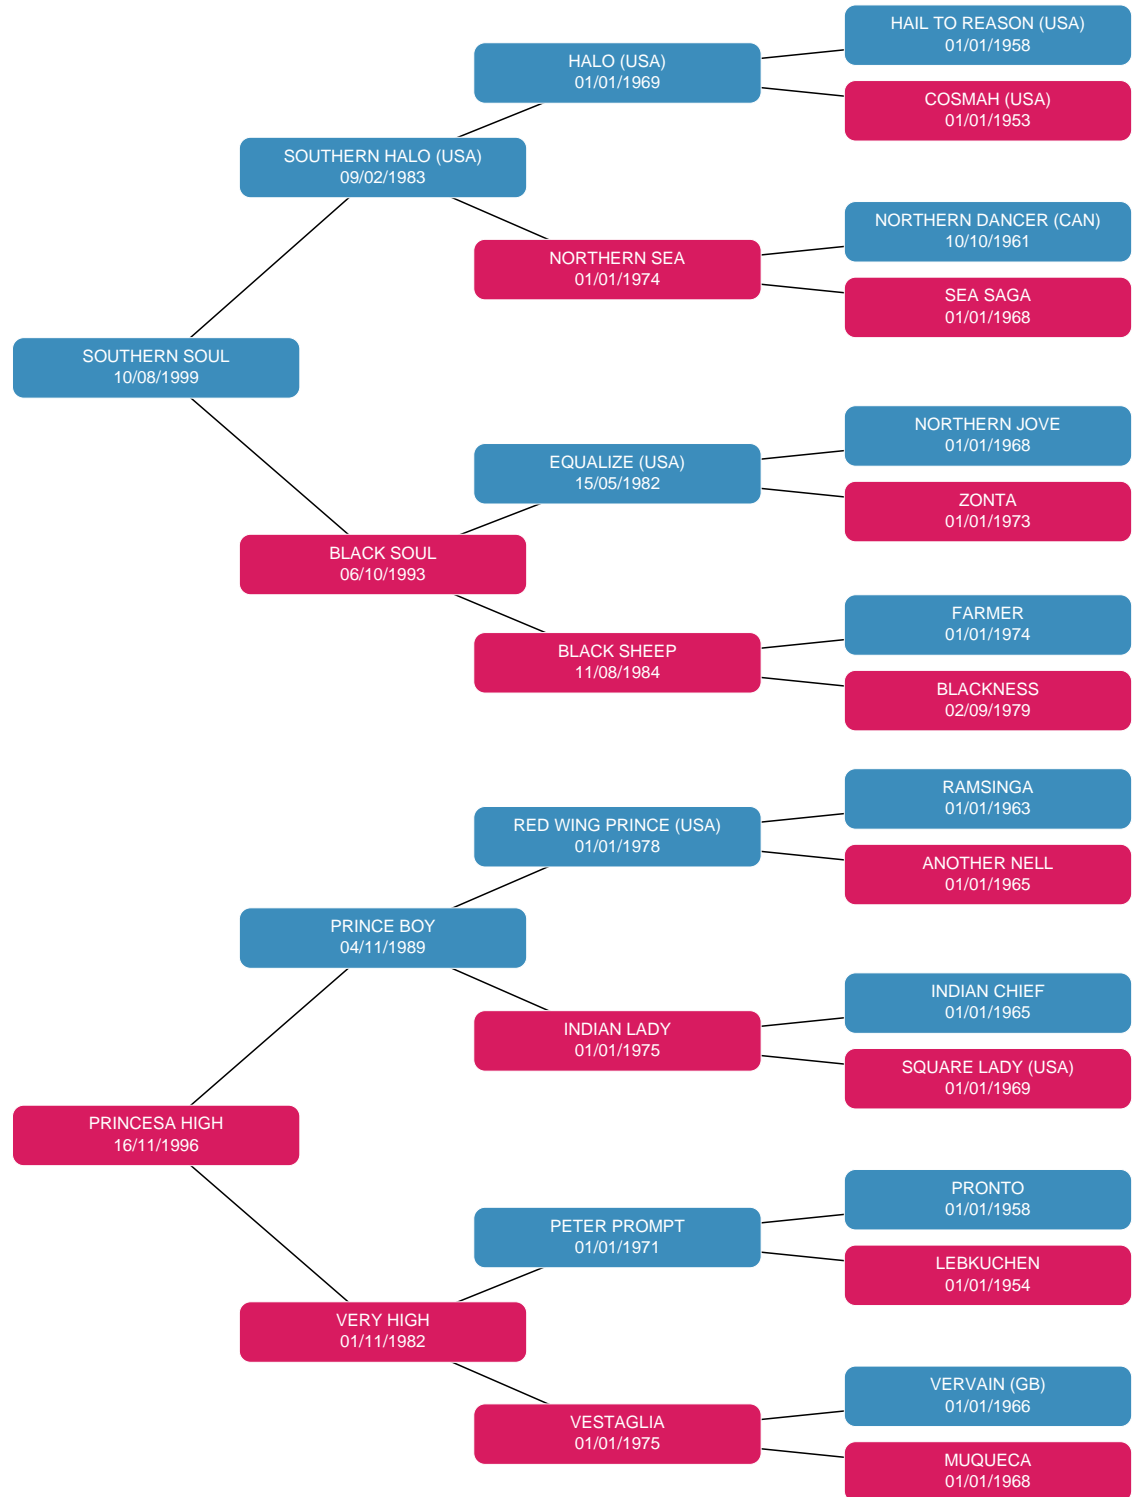 HAIL TO REASON (USA)
01/01/1958
HALO (USA)
01/01/1969
COSMAH (USA)
01/01/1953
SOUTHERN HALO (USA)
09/02/1983
NORTHERN DANCER (CAN)
10/10/1961
NORTHERN SEA
01/01/1974
SEA SAGA
01/01/1968
SOUTHERN SOUL
10/08/1999
NORTHERN JOVE
01/01/1968
EQUALIZE (USA)
15/05/1982
ZONTA
01/01/1973
BLACK SOUL
06/10/1993
FARMER
01/01/1974
BLACK SHEEP
11/08/1984
BLACKNESS
02/09/1979
RAMSINGA
01/01/1963
RED WING PRINCE (USA)
01/01/1978
ANOTHER NELL
01/01/1965
PRINCE BOY
04/11/1989
INDIAN CHIEF
01/01/1965
INDIAN LADY
01/01/1975
SQUARE LADY (USA)
01/01/1969
PRINCESA HIGH
16/11/1996
PRONTO
01/01/1958
PETER PROMPT
01/01/1971
LEBKUCHEN
01/01/1954
VERY HIGH
01/11/1982
VERVAIN (GB)
01/01/1966
VESTAGLIA
01/01/1975
MUQUECA
01/01/1968